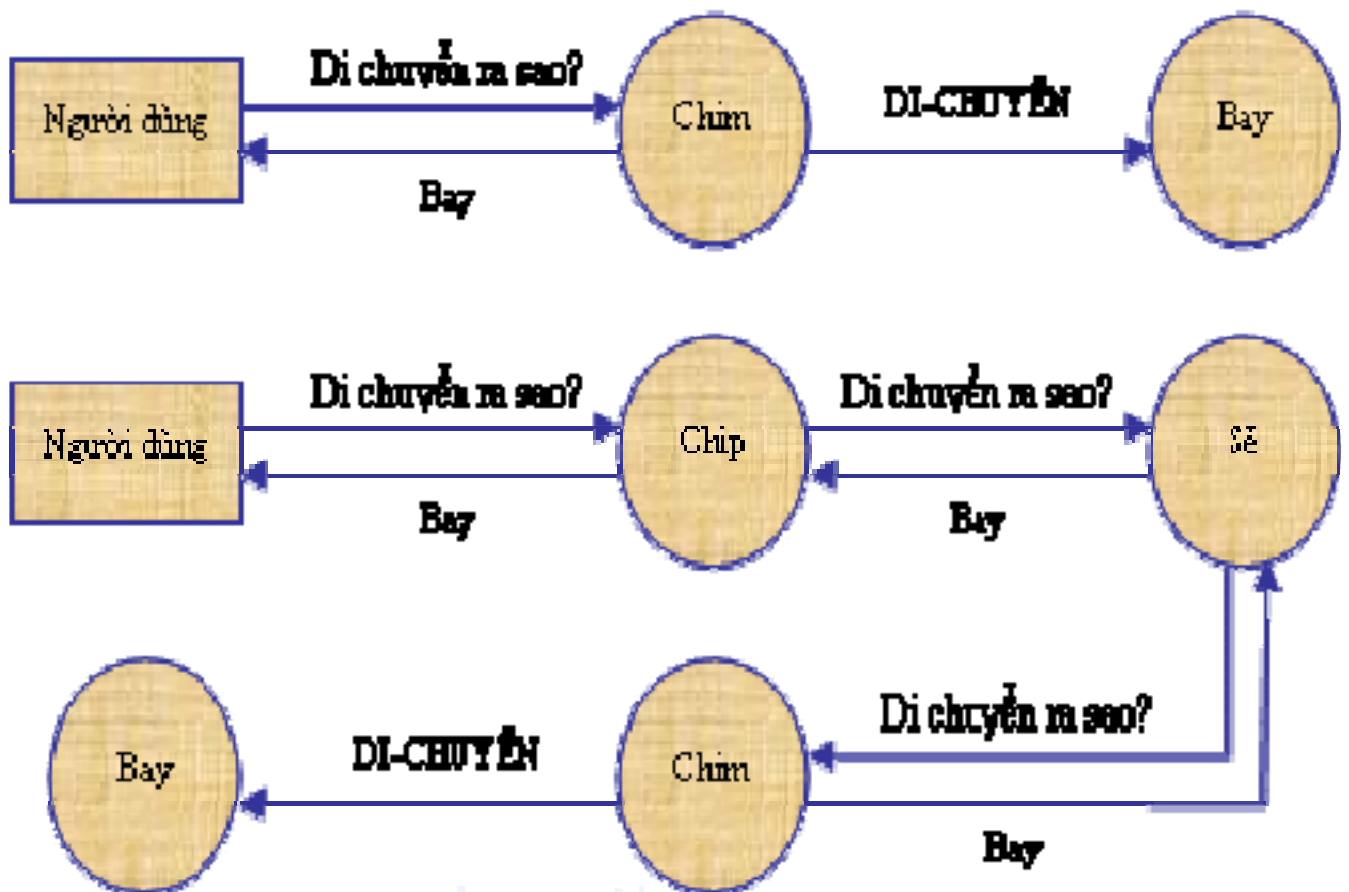 Di chuyển ra sao?
Người dùng
Chim
DI-CHUYỂN
Bay
Bay
Di chuyển ra sao?
Di chuyển ra sao?
Người dùng
Chip
Sẻ
Bay
Bay
Di chuyển ra sao?
Bay
DI-CHUYỂN
Chim
Bay